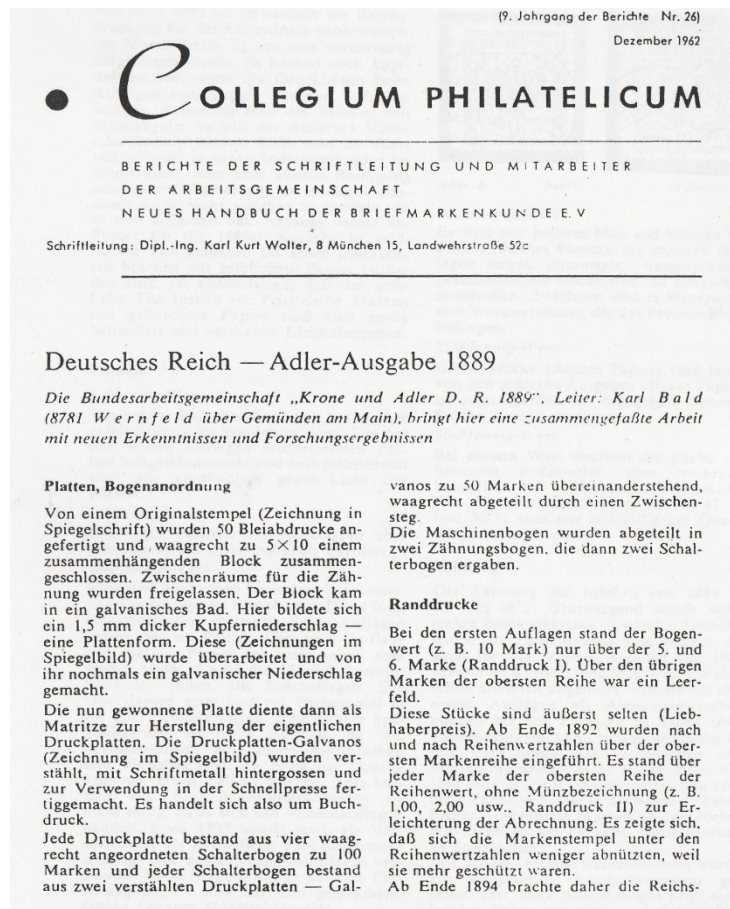 (9. Jahrgang der Berichte Nr. 26)
Dezember 1962
COLLEGIUM PHILATELICUM
BERICHTE DER SCHRIFTLEITUNG UND MITARBEITER
DER ARBEITSGEMEINSCHAFT
NEUES HANDBUCH DER BRIEFMARKENKUNDE E.V
Schriftleitung: Dipl.-Ing. Karl Kurt Wolter, 8 München 15, Landwehrstraße 52c
Deutsches Reich — Adler-Ausgabe 1889
Die Bundesarbeitsgemeinschaft „Krone und Adler D. R. 1889", Leiter: Karl Bald
(8781 Wernfeld über Gemünden am Main), bringt hier eine zusammengefaßte Arbeit
mit neuen Erkenntnissen und Forschungsergebnissen
Platten, Bogenanordnung
Von einem Originalstempel (Zeichnung in
Spiegelschrift) wurden 50 Bleiabdrucke an-
gefertigt und waagrecht zu 5×10 einem
zusammenhängenden Block zusammen-
geschlossen. Zwischenräume für die Zäh-
nung wurden freigelassen. Der Block kam
in ein galvanisches Bad. Hier bildete sich
ein 1,5 mm dicker Kupferniederschlag —
eine Plattenform. Diese (Zeichnungen im
Spiegelbild) wurde überarbeitet und von
ihr nochmals ein galvanischer Niederschlag
gemacht.
Die nun gewonnene Platte diente dann als
Matritze zur Herstellung der eigentlichen
Druckplatten. Die Druckplatten-Galvanos
(Zeichnung im Spiegelbild) wurden ver-
stählt, mit Schriftmetall hintergossen und
zur Verwendung in der Schnellpresse fer-
tiggemacht. Es handelt sich also um Buch-
druck.
Jede Druckplatte bestand aus vier waag-
recht angeordneten Schalterbogen zu 100
Marken und jeder Schalterbogen bestand
aus zwei verstählten Druckplatten — Gal-
vanos zu 50 Marken übereinanderstehend,
waagrecht abgeteilt durch einen Zwischen-
steg.
Die Maschinenbogen wurden abgeteilt in
zwei Zähnungsbogen, die dann zwei Schal-
terbogen ergaben.
Randdrucke
Bei den ersten Auflagen stand der Bogen-
wert (z. B. 10 Mark) nur über der 5. und
6. Marke (Randdruck I). Über den übrigen
Marken der obersten Reihe war ein Leer-
feld.
Diese Stücke sind äußerst selten (Lieb-
haberpreis). Ab Ende 1892 wurden nach
und nach Reihenwertzahlen über der ober-
sten Markenreihe eingeführt. Es stand über
jeder Marke der obersten Reihe der
Reihenwert, ohne Münzbezeichnung (z. B.
1,00, 2,00 usw., Randdruck II) zur Er-
leichterung der Abrechnung. Es zeigte sich,
daß sich die Markenstempel unter den
Reihenwertzahlen weniger abnützten, weil
sie mehr geschützt waren.
Ab Ende 1894 brachte daher die Reichs-